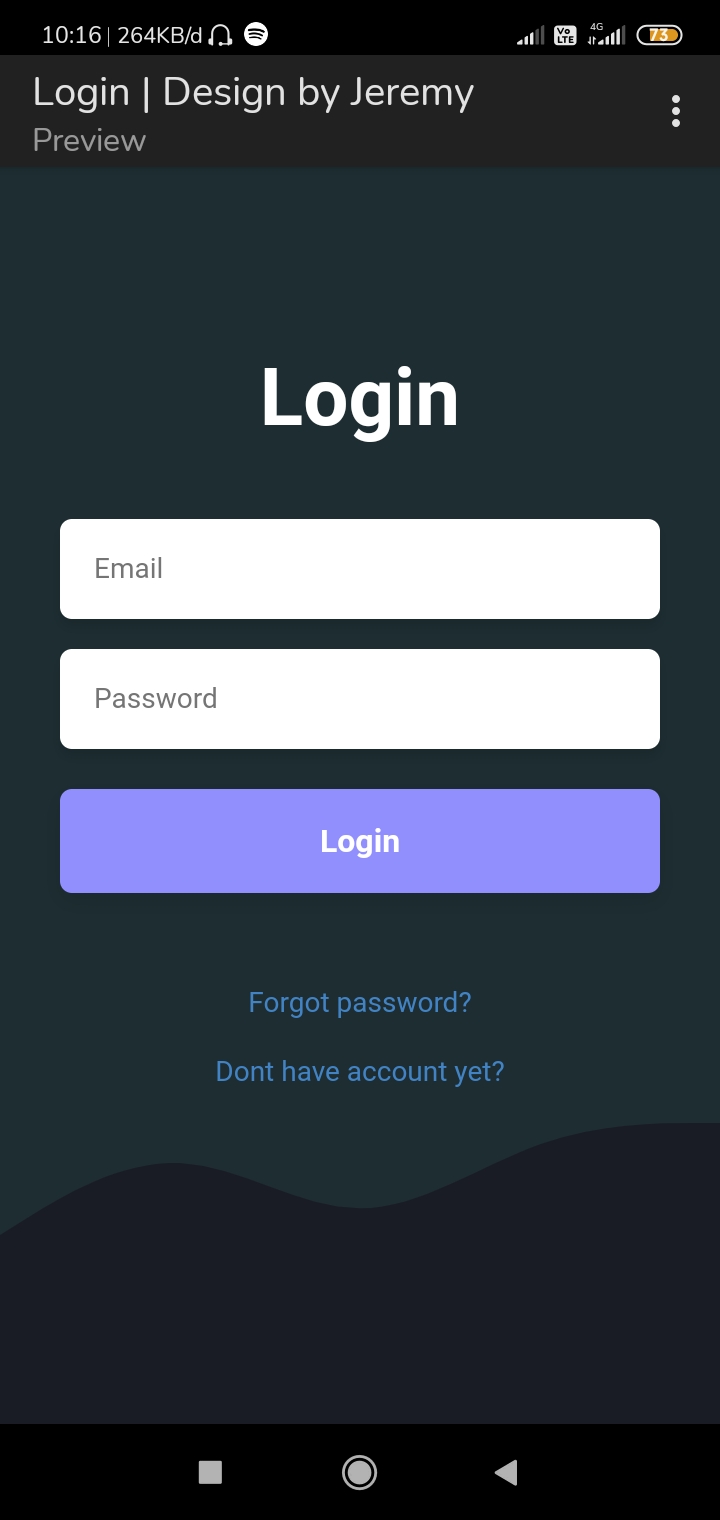 10:16 | 264KB/d
Vo LTE 4G 73
Login | Design by Jeremy
Preview
Login
Email
Password
Login
Forgot password?
Dont have account yet?